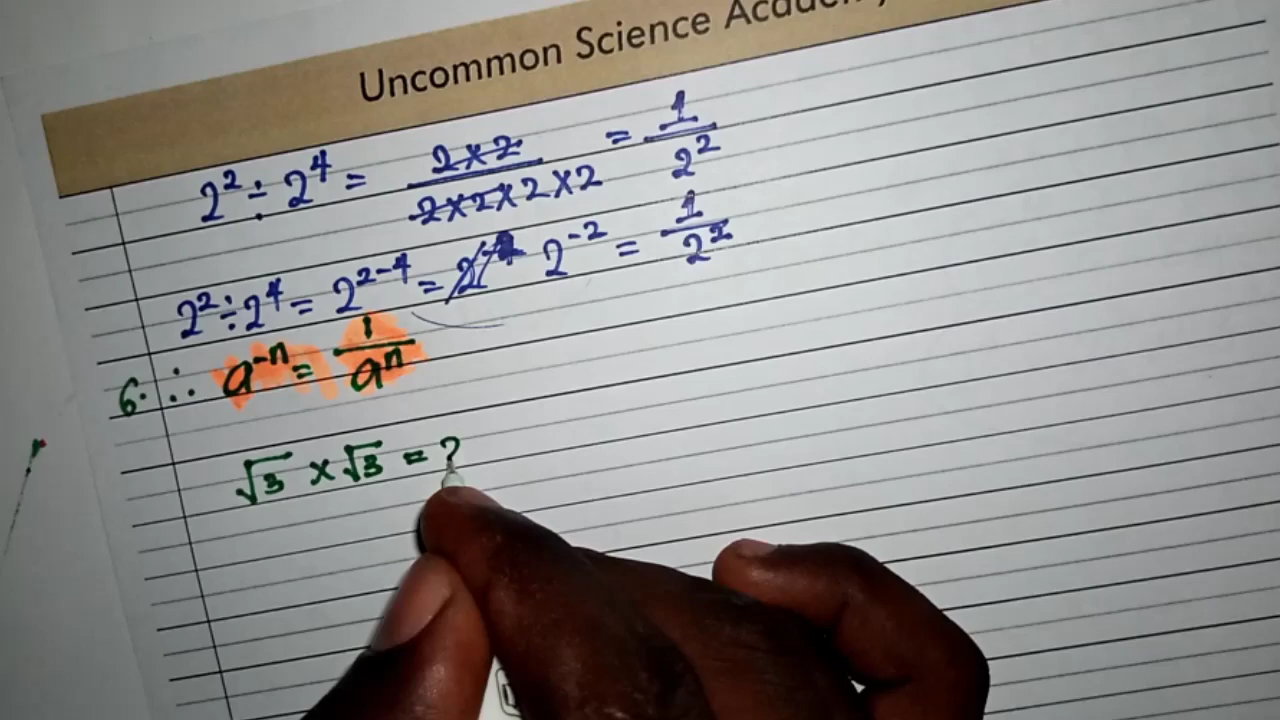 Uncommon Science Academy
2² ÷ 2⁴ = 2×2/2×2×2×2 = 1/2²
2² ÷ 2⁴ = 2²⁻⁴ = 2⁻² = 1/2²
6. ∴ a⁻ⁿ = 1/aⁿ
√3 × √3 = ?